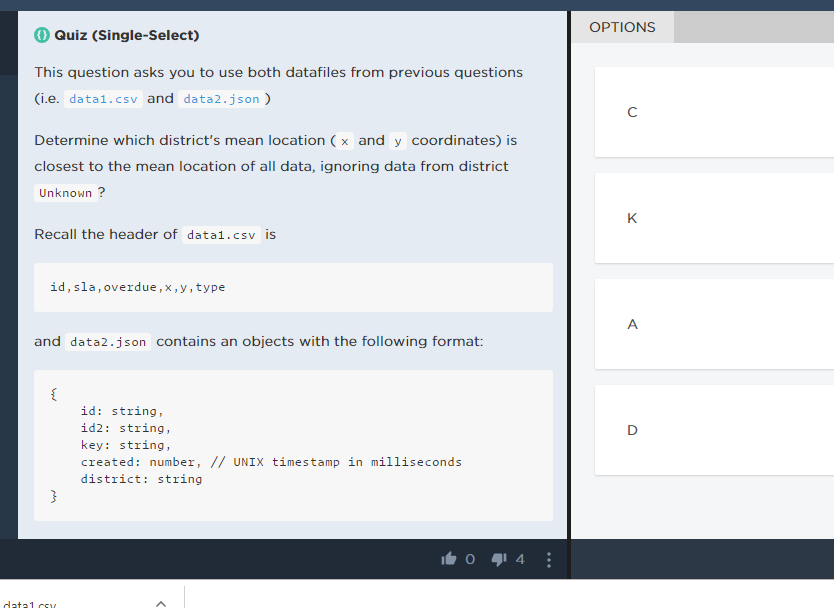 Quiz (Single-Select)
This question asks you to use both datafiles from previous questions
(i.e. data1.csv and data2.json )
Determine which district's mean location ( x and y coordinates) is
closest to the mean location of all data, ignoring data from district
Unknown ?
Recall the header of data1.csv is
id,sla,overdue,x,y,type
and data2.json contains an objects with the following format:
{
id: string,
id2: string,
key: string,
created: number, // UNIX timestamp in milliseconds
district: string
}
0 4
OPTIONS
C
K
A
D
data1.csv